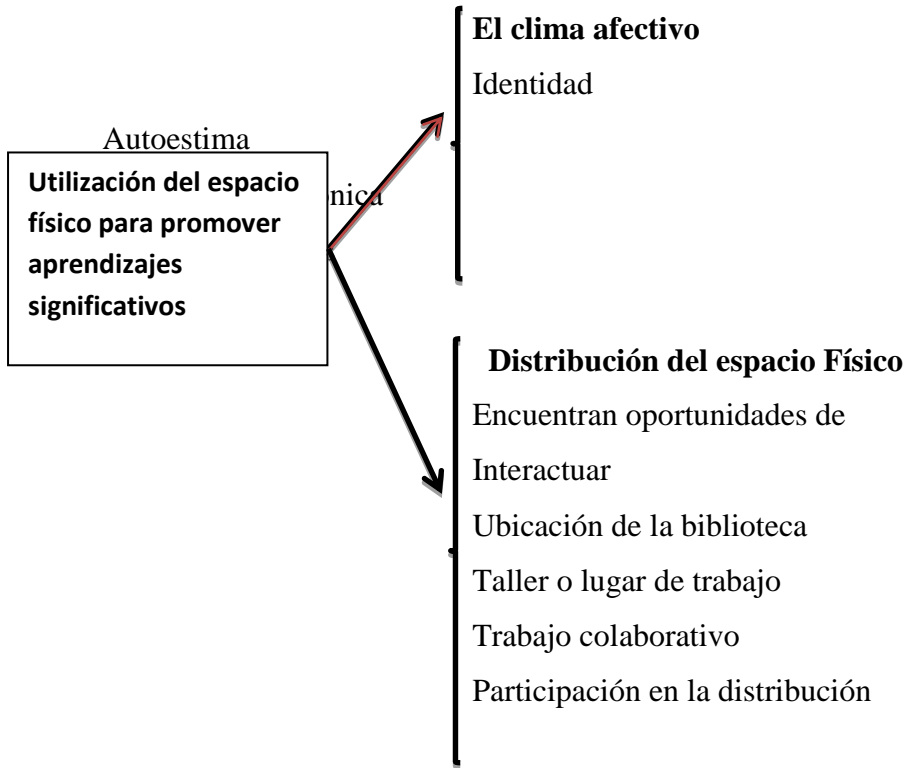 El clima afectivo
Identidad
Autoestima
Utilización del espacio
físico para promover
aprendizajes
significativos
Distribución del espacio Físico
Encuentran oportunidades de
Interactuar
Ubicación de la biblioteca
Taller o lugar de trabajo
Trabajo colaborativo
Participación en la distribución